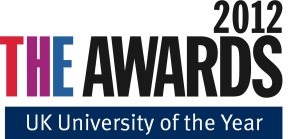 2012
THE AWARDS
UK University of the Year